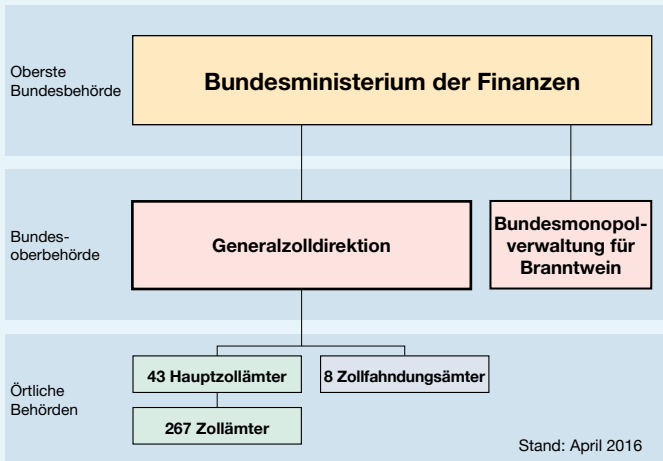 Oberste
Bundesbehörde
Bundesministerium der Finanzen
Bundes-
oberbehörde
Generalzolldirektion
Bundesmonopol-
verwaltung für
Branntwein
Örtliche
Behörden
43 Hauptzollämter
8 Zollfahndungsämter
267 Zollämter
Stand: April 2016